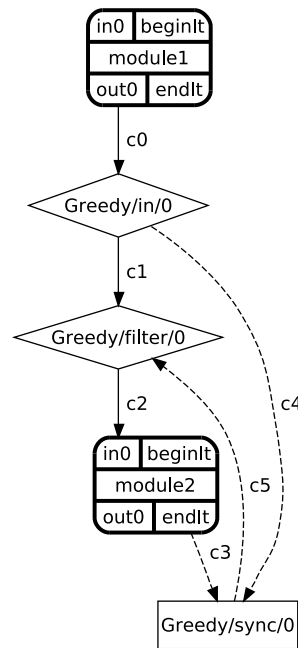 in0 beginIt
module1
out0 endIt
c0
Greedy/in/0
c1
c4
Greedy/filter/0
c2
c5
in0 beginIt
module2
out0 endIt
c3
Greedy/sync/0